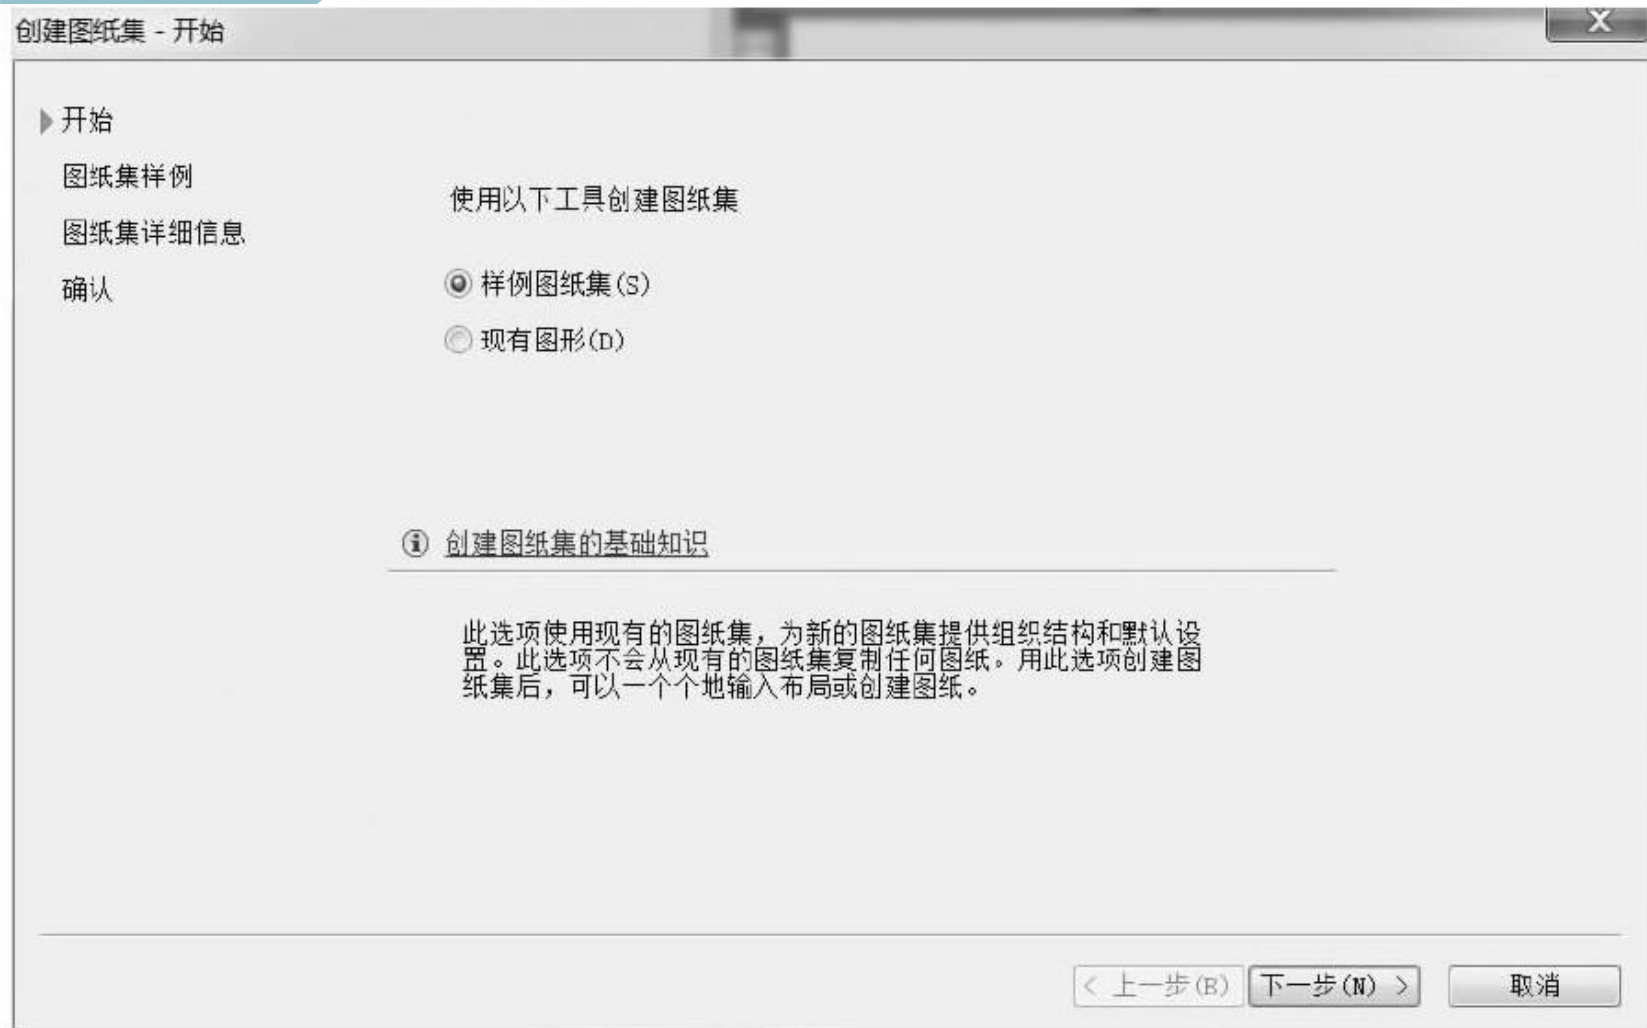 创建图纸集 - 开始
X
开始
图纸集样例
图纸集详细信息
确认
使用以下工具创建图纸集
样例图纸集(S)
现有图形(D)
创建图纸集的基础知识
此选项使用现有的图纸集，为新的图纸集提供组织结构和默认设
置。此选项不会从现有的图纸集复制任何图纸。用此选项创建图
纸集后，可以一个个地输入布局或创建图纸。
< 上一步(B)
下一步(N) >
取消